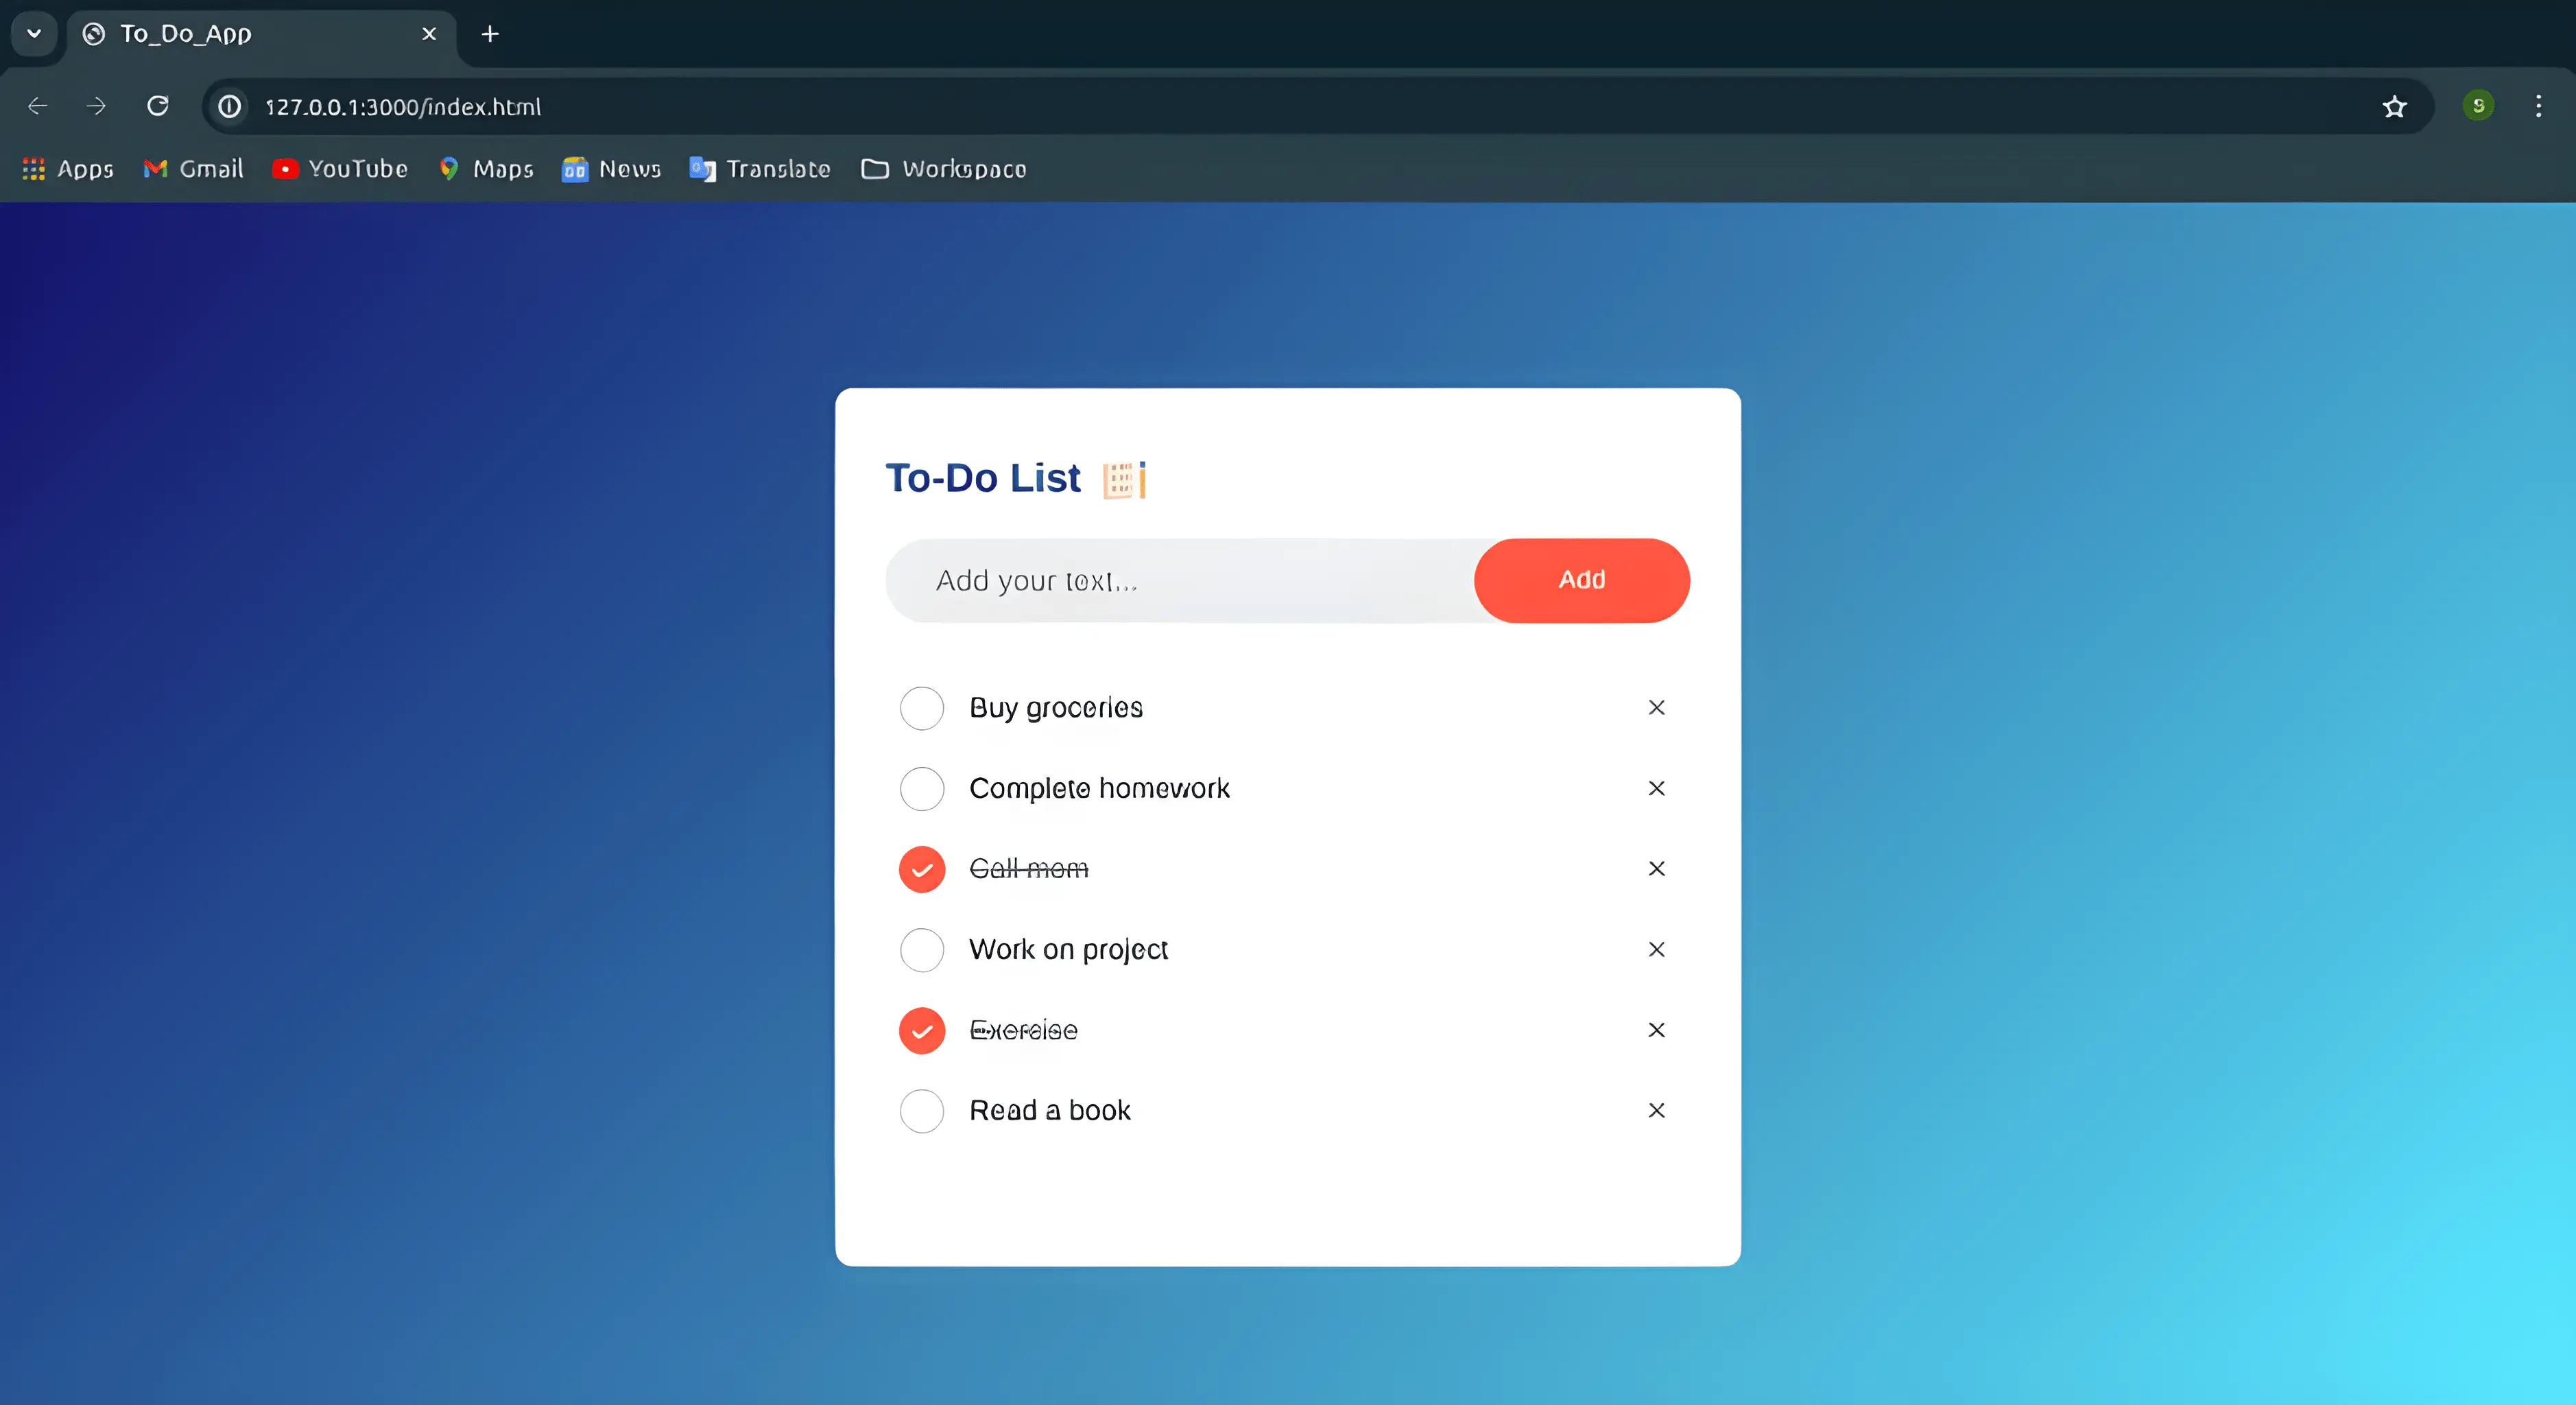 To_Do_App
127.0.0.1:3000/index.html
Apps Gmail YouTube Maps News Translate Workspace
To-Do List
Add your text... Add
Buy groceries
Complete homework
Call mom
Work on project
Exercise
Read a book